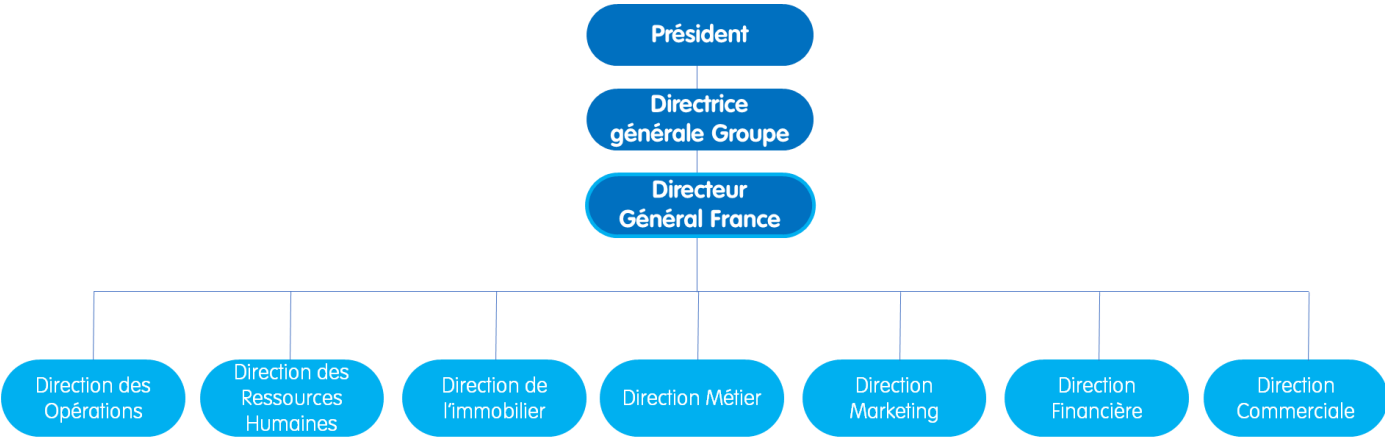 Président
Directrice
générale Groupe
Directeur
Général France
Direction des
Opérations
Direction des
Ressources
Humaines
Direction de
l'immobilier
Direction Métier
Direction
Marketing
Direction
Financière
Direction
Commerciale